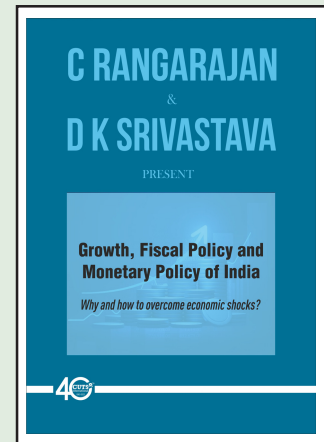 C RANGARAJAN
&
D K SRIVASTAVA
PRESENT
Growth, Fiscal Policy and
Monetary Policy of India
Why and how to overcome economic shocks?
40
CUTS